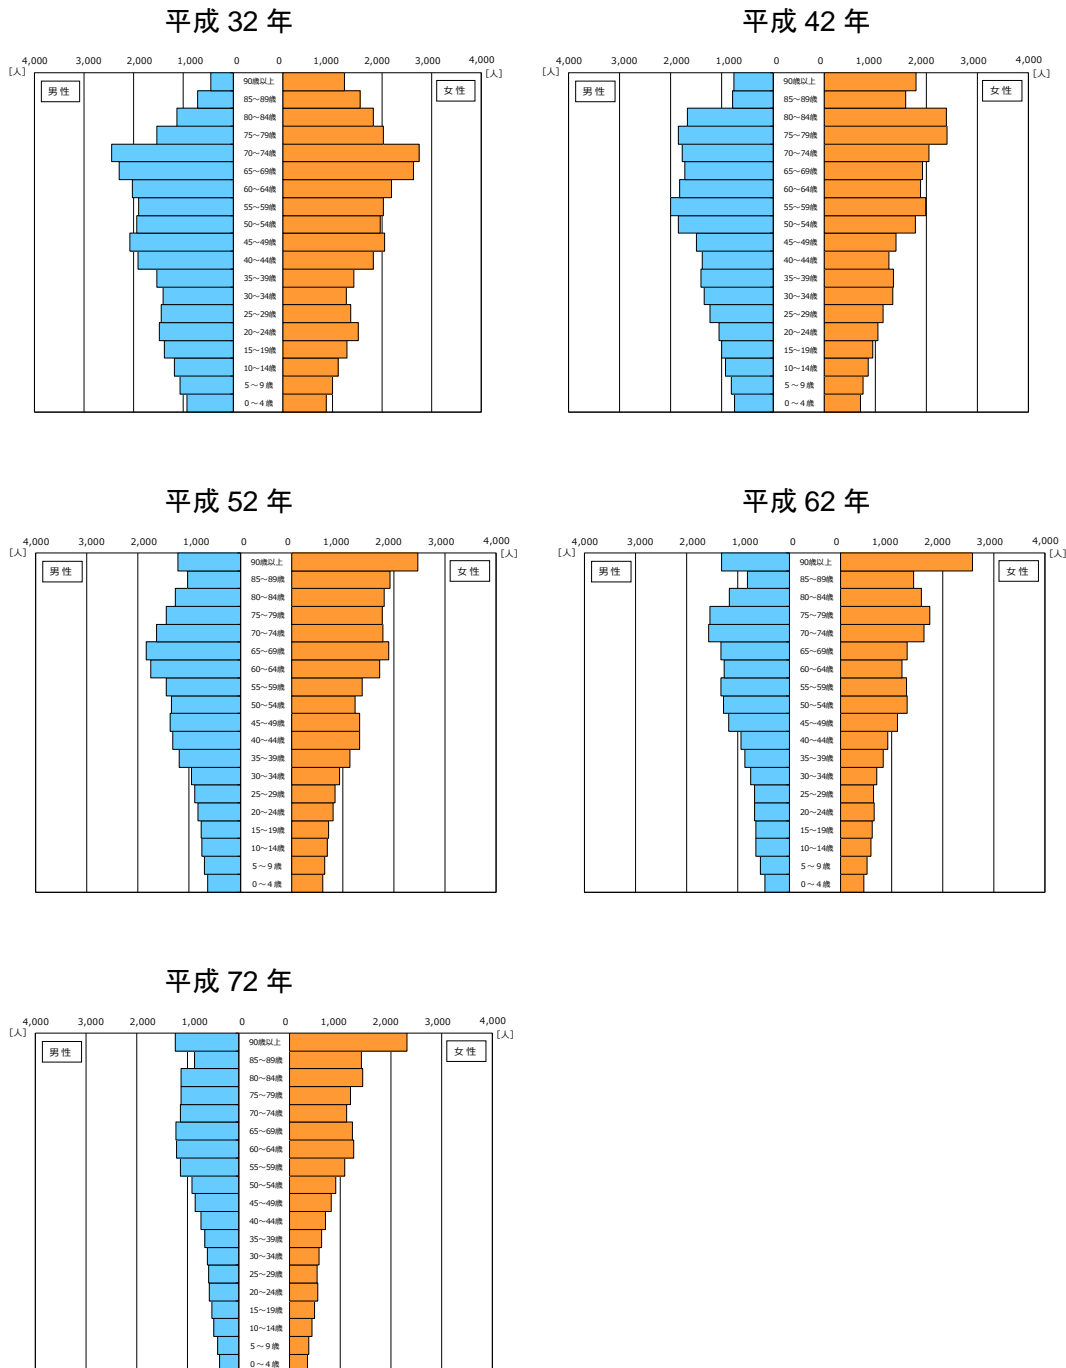 平成 32 年
4,000 3,000 2,000 1,000 0 0 1,000 2,000 3,000 4,000
[人] [人]
男 性 女 性
90歳以上
85～89歳
80～84歳
75～79歳
70～74歳
65～69歳
60～64歳
55～59歳
50～54歳
45～49歳
40～44歳
35～39歳
30～34歳
25～29歳
20～24歳
15～19歳
10～14歳
5～9歳
0～4歳
平成 42 年
4,000 3,000 2,000 1,000 0 0 1,000 2,000 3,000 4,000
[人] [人]
男 性 女 性
90歳以上
85～89歳
80～84歳
75～79歳
70～74歳
65～69歳
60～64歳
55～59歳
50～54歳
45～49歳
40～44歳
35～39歳
30～34歳
25～29歳
20～24歳
15～19歳
10～14歳
5～9歳
0～4歳
平成 52 年
4,000 3,000 2,000 1,000 0 0 1,000 2,000 3,000 4,000
[人] [人]
男 性 女 性
90歳以上
85～89歳
80～84歳
75～79歳
70～74歳
65～69歳
60～64歳
55～59歳
50～54歳
45～49歳
40～44歳
35～39歳
30～34歳
25～29歳
20～24歳
15～19歳
10～14歳
5～9歳
0～4歳
平成 62 年
4,000 3,000 2,000 1,000 0 0 1,000 2,000 3,000 4,000
[人] [人]
男 性 女 性
90歳以上
85～89歳
80～84歳
75～79歳
70～74歳
65～69歳
60～64歳
55～59歳
50～54歳
45～49歳
40～44歳
35～39歳
30～34歳
25～29歳
20～24歳
15～19歳
10～14歳
5～9歳
0～4歳
平成 72 年
4,000 3,000 2,000 1,000 0 0 1,000 2,000 3,000 4,000
[人] [人]
男 性 女 性
90歳以上
85～89歳
80～84歳
75～79歳
70～74歳
65～69歳
60～64歳
55～59歳
50～54歳
45～49歳
40～44歳
35～39歳
30～34歳
25～29歳
20～24歳
15～19歳
10～14歳
5～9歳
0～4歳